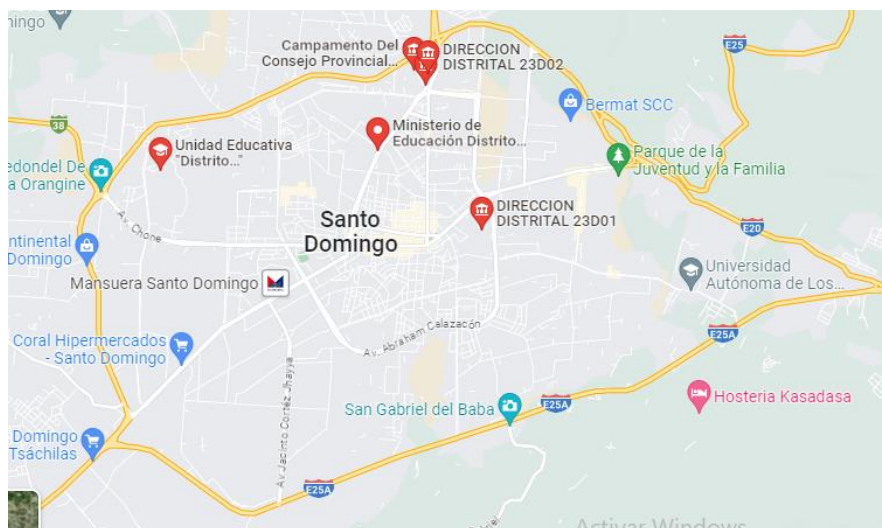 mingo
Campamento Del
Consejo Provincial...
DIRECCION
DISTRITAL 23D02
E25
Bermat SCC
38
Ministerio de
Educación Distrito...
Unidad Educativa
"Distrito..."
Parque de la
Juventud y la Familia
edondel De
a Orangine
Av. Chone
DIRECCION
DISTRITAL 23D01
Santo
Domingo
E20
ntinental
Domingo
Mansuera Santo Domingo
Universidad
Autónoma de Los...
E25A
Coral Hipermercados
- Santo Domingo
Av. Abraham Calazacón
Av Jacinto Cortez Jhayya
San Gabriel del Baba
E25A
Hosteria Kasadasa
Domingo
Tsáchilas
E25A
Activar Windows